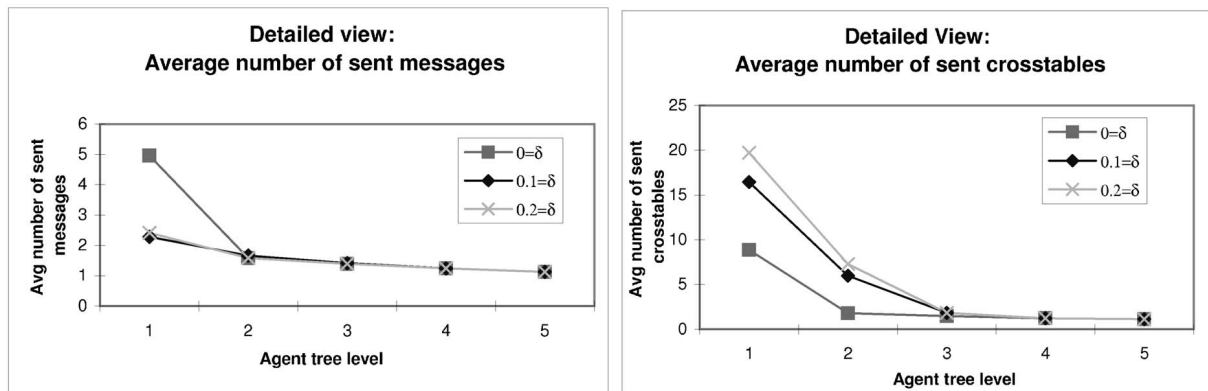 Detailed view:
Average number of sent messages
Avg number of sent
messages
6
5
4
3
2
1
0
0=δ
0.1=δ
0.2=δ
1 2 3 4 5
Agent tree level
Detailed View:
Average number of sent crosstables
Avg number of sent
crosstables
25
20
15
10
5
0
0=δ
0.1=δ
0.2=δ
1 2 3 4 5
Agent tree level